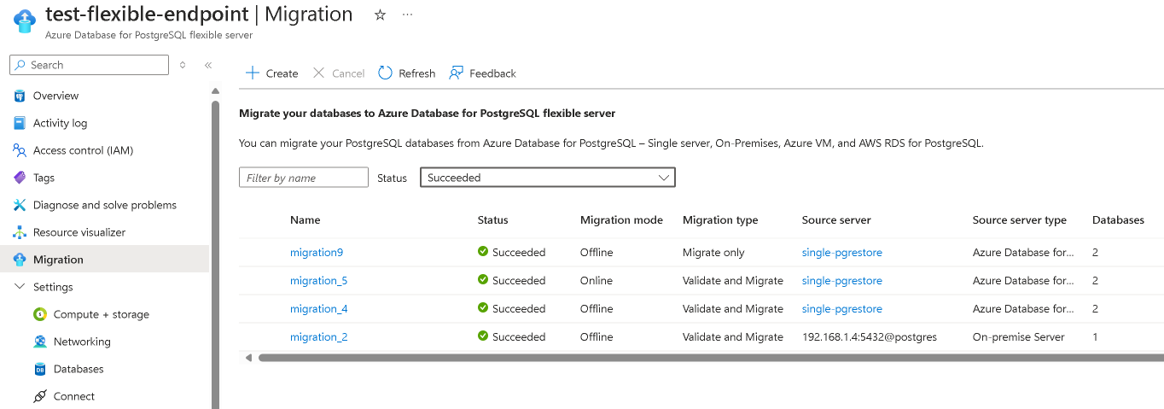 test-flexible-endpoint | Migration ☆ ...
Azure Database for PostgreSQL flexible server
Search
Overview
Activity log
Access control (IAM)
Tags
Diagnose and solve problems
Resource visualizer
Migration
Settings
Compute + storage
Networking
Databases
Connect
Create Cancel Refresh Feedback
Migrate your databases to Azure Database for PostgreSQL flexible server
You can migrate your PostgreSQL databases from Azure Database for PostgreSQL – Single server, On-Premises, Azure VM, and AWS RDS for PostgreSQL.
Filter by name Status Succeeded
Name Status Migration mode Migration type Source server Source server type Databases
migration9 Succeeded Offline Migrate only single-pgrestore Azure Database for... 2
migration_5 Succeeded Online Validate and Migrate single-pgrestore Azure Database for... 2
migration_4 Succeeded Offline Validate and Migrate single-pgrestore Azure Database for... 2
migration_2 Succeeded Offline Validate and Migrate 192.168.1.4:5432@postgres On-premise Server 1